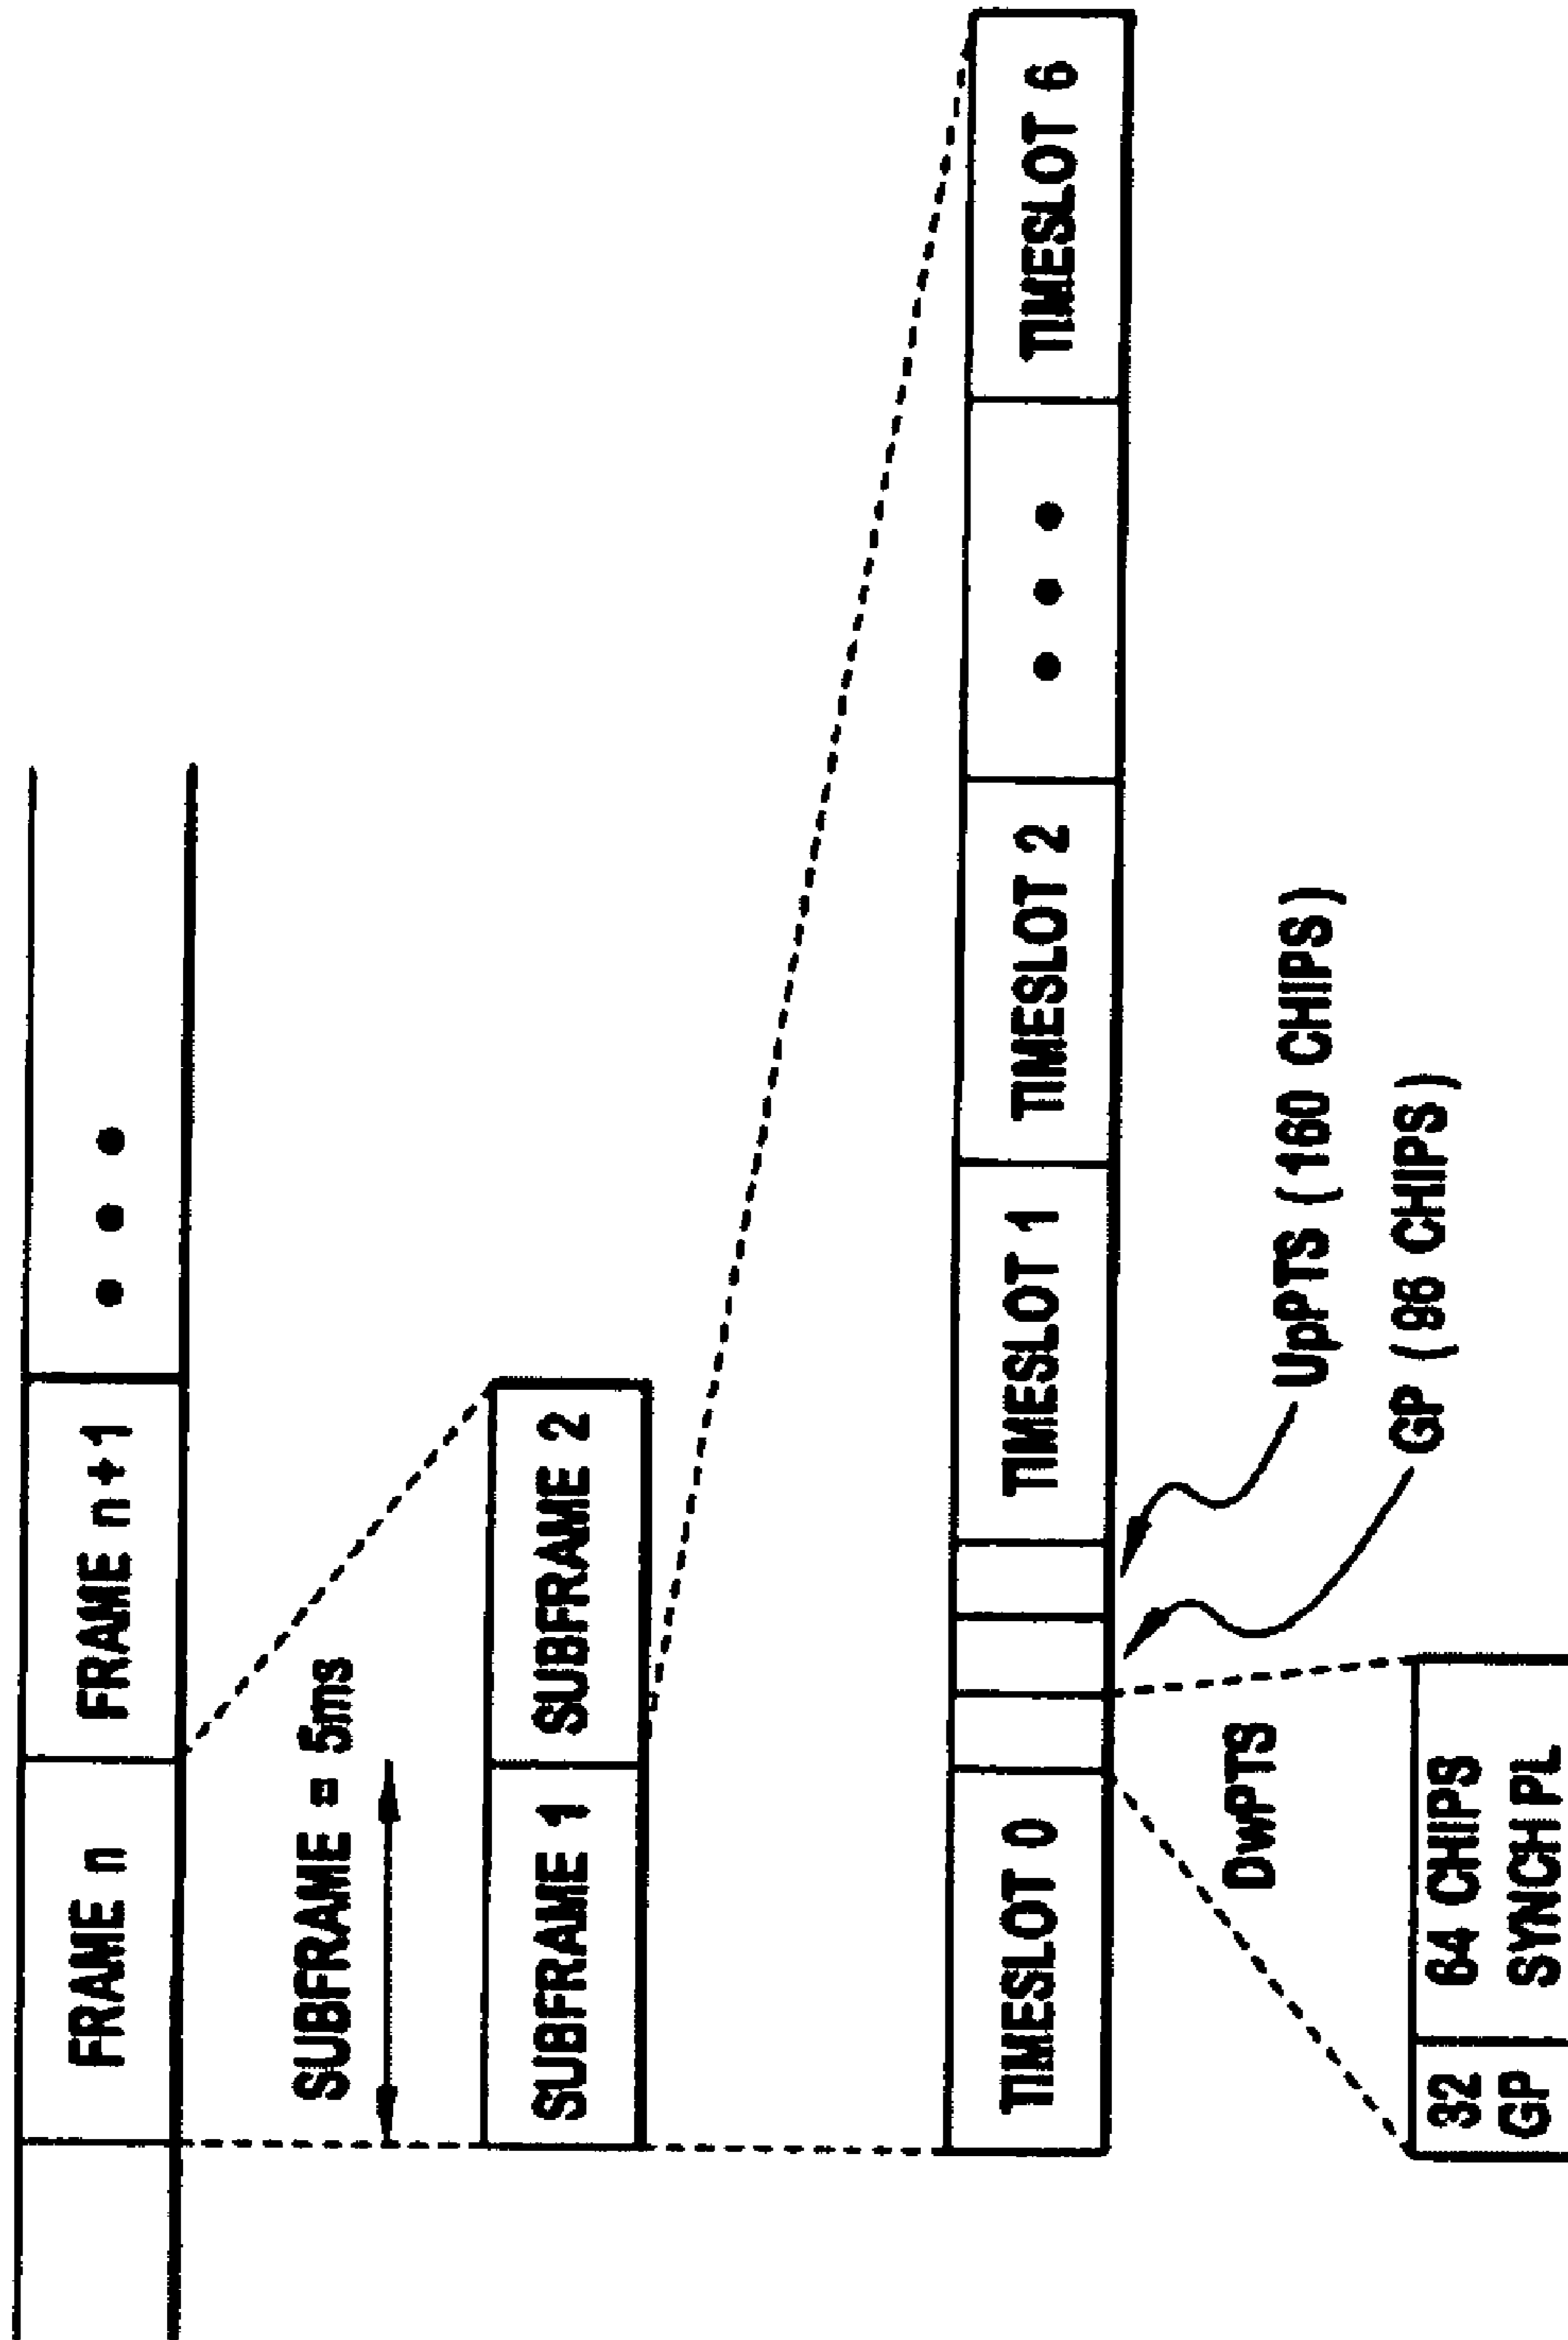 FRAME n
FRAME n+1
• • •
SUBFRAME = 5ms
SUBFRAME 1
SUBFRAME 2
TIMESLOT 0
TIMESLOT 1
TIMESLOT 2
• • •
TIMESLOT 6
DwPTS
UpPTS (160 CHIPS)
GP (96 CHIPS)
32
GP
64 CHIPS
SYNCH PL